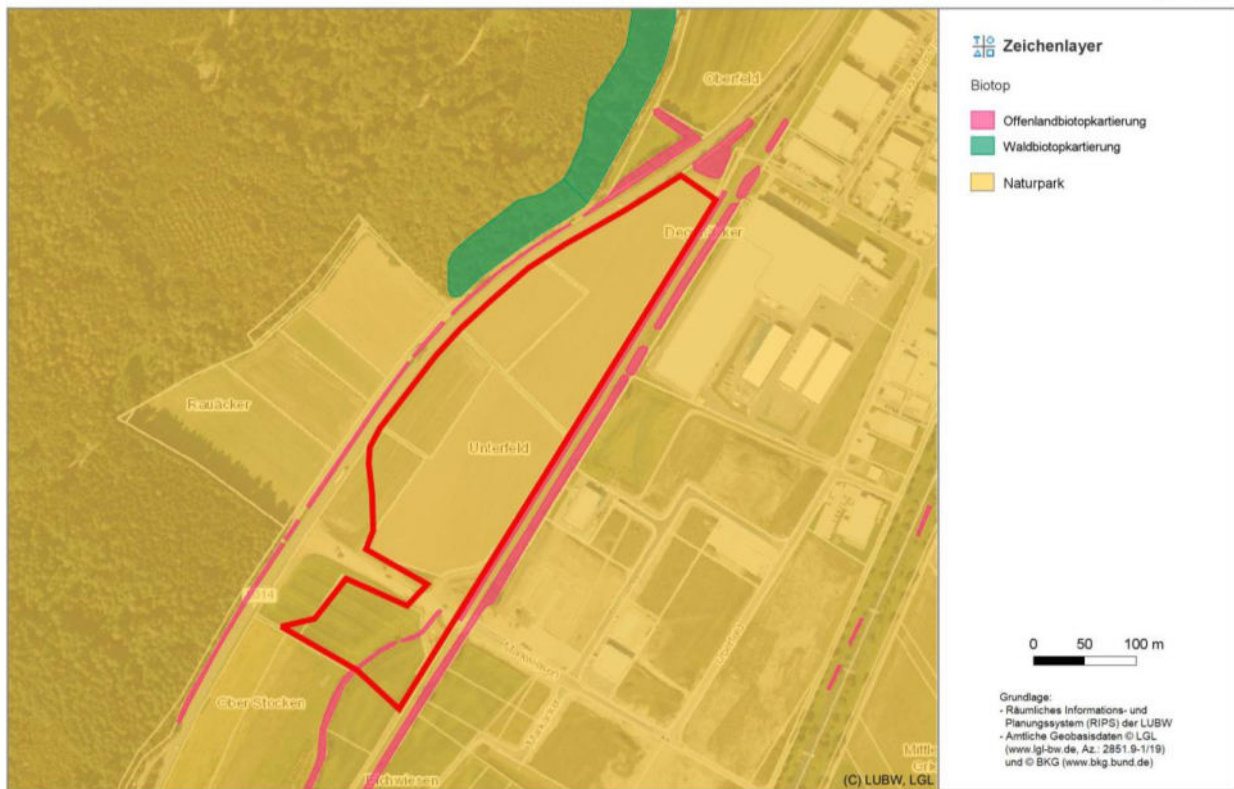 Oberfeld
Rauäcker
Unterfeld
Ober Stocken
(C) LUBW, LGL
Zeichenlayer
Biotop
Offenlandbiotopkartierung
Waldbiotopkartierung
Naturpark
0 50 100 m
Grundlage:
- Räumliches Informations- und
Planungssystem (RIPS) der LUBW
- Amtliche Geobasisdaten © LGL
(www.lgl-bw.de, Az.: 2851.9-1/19)
und © BKG (www.bkg.bund.de)